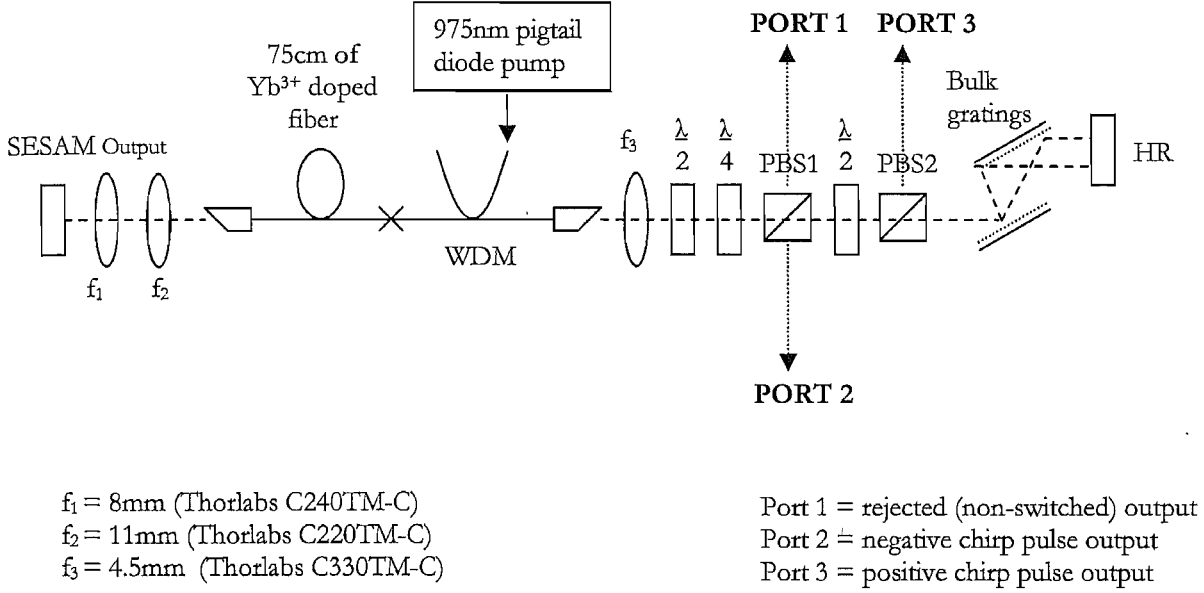 PORT 1 PORT 3
975nm pigtail
diode pump
75cm of
Yb³⁺ doped
fiber
Bulk
gratings
SESAM Output
f₃
λ/2
λ/4
PBS1
λ/2
PBS2
HR
WDM
f₁
f₂
PORT 2
f₁ = 8mm (Thorlabs C240TM-C)
f₂ = 11mm (Thorlabs C220TM-C)
f₃ = 4.5mm (Thorlabs C330TM-C)
Port 1 = rejected (non-switched) output
Port 2 = negative chirp pulse output
Port 3 = positive chirp pulse output